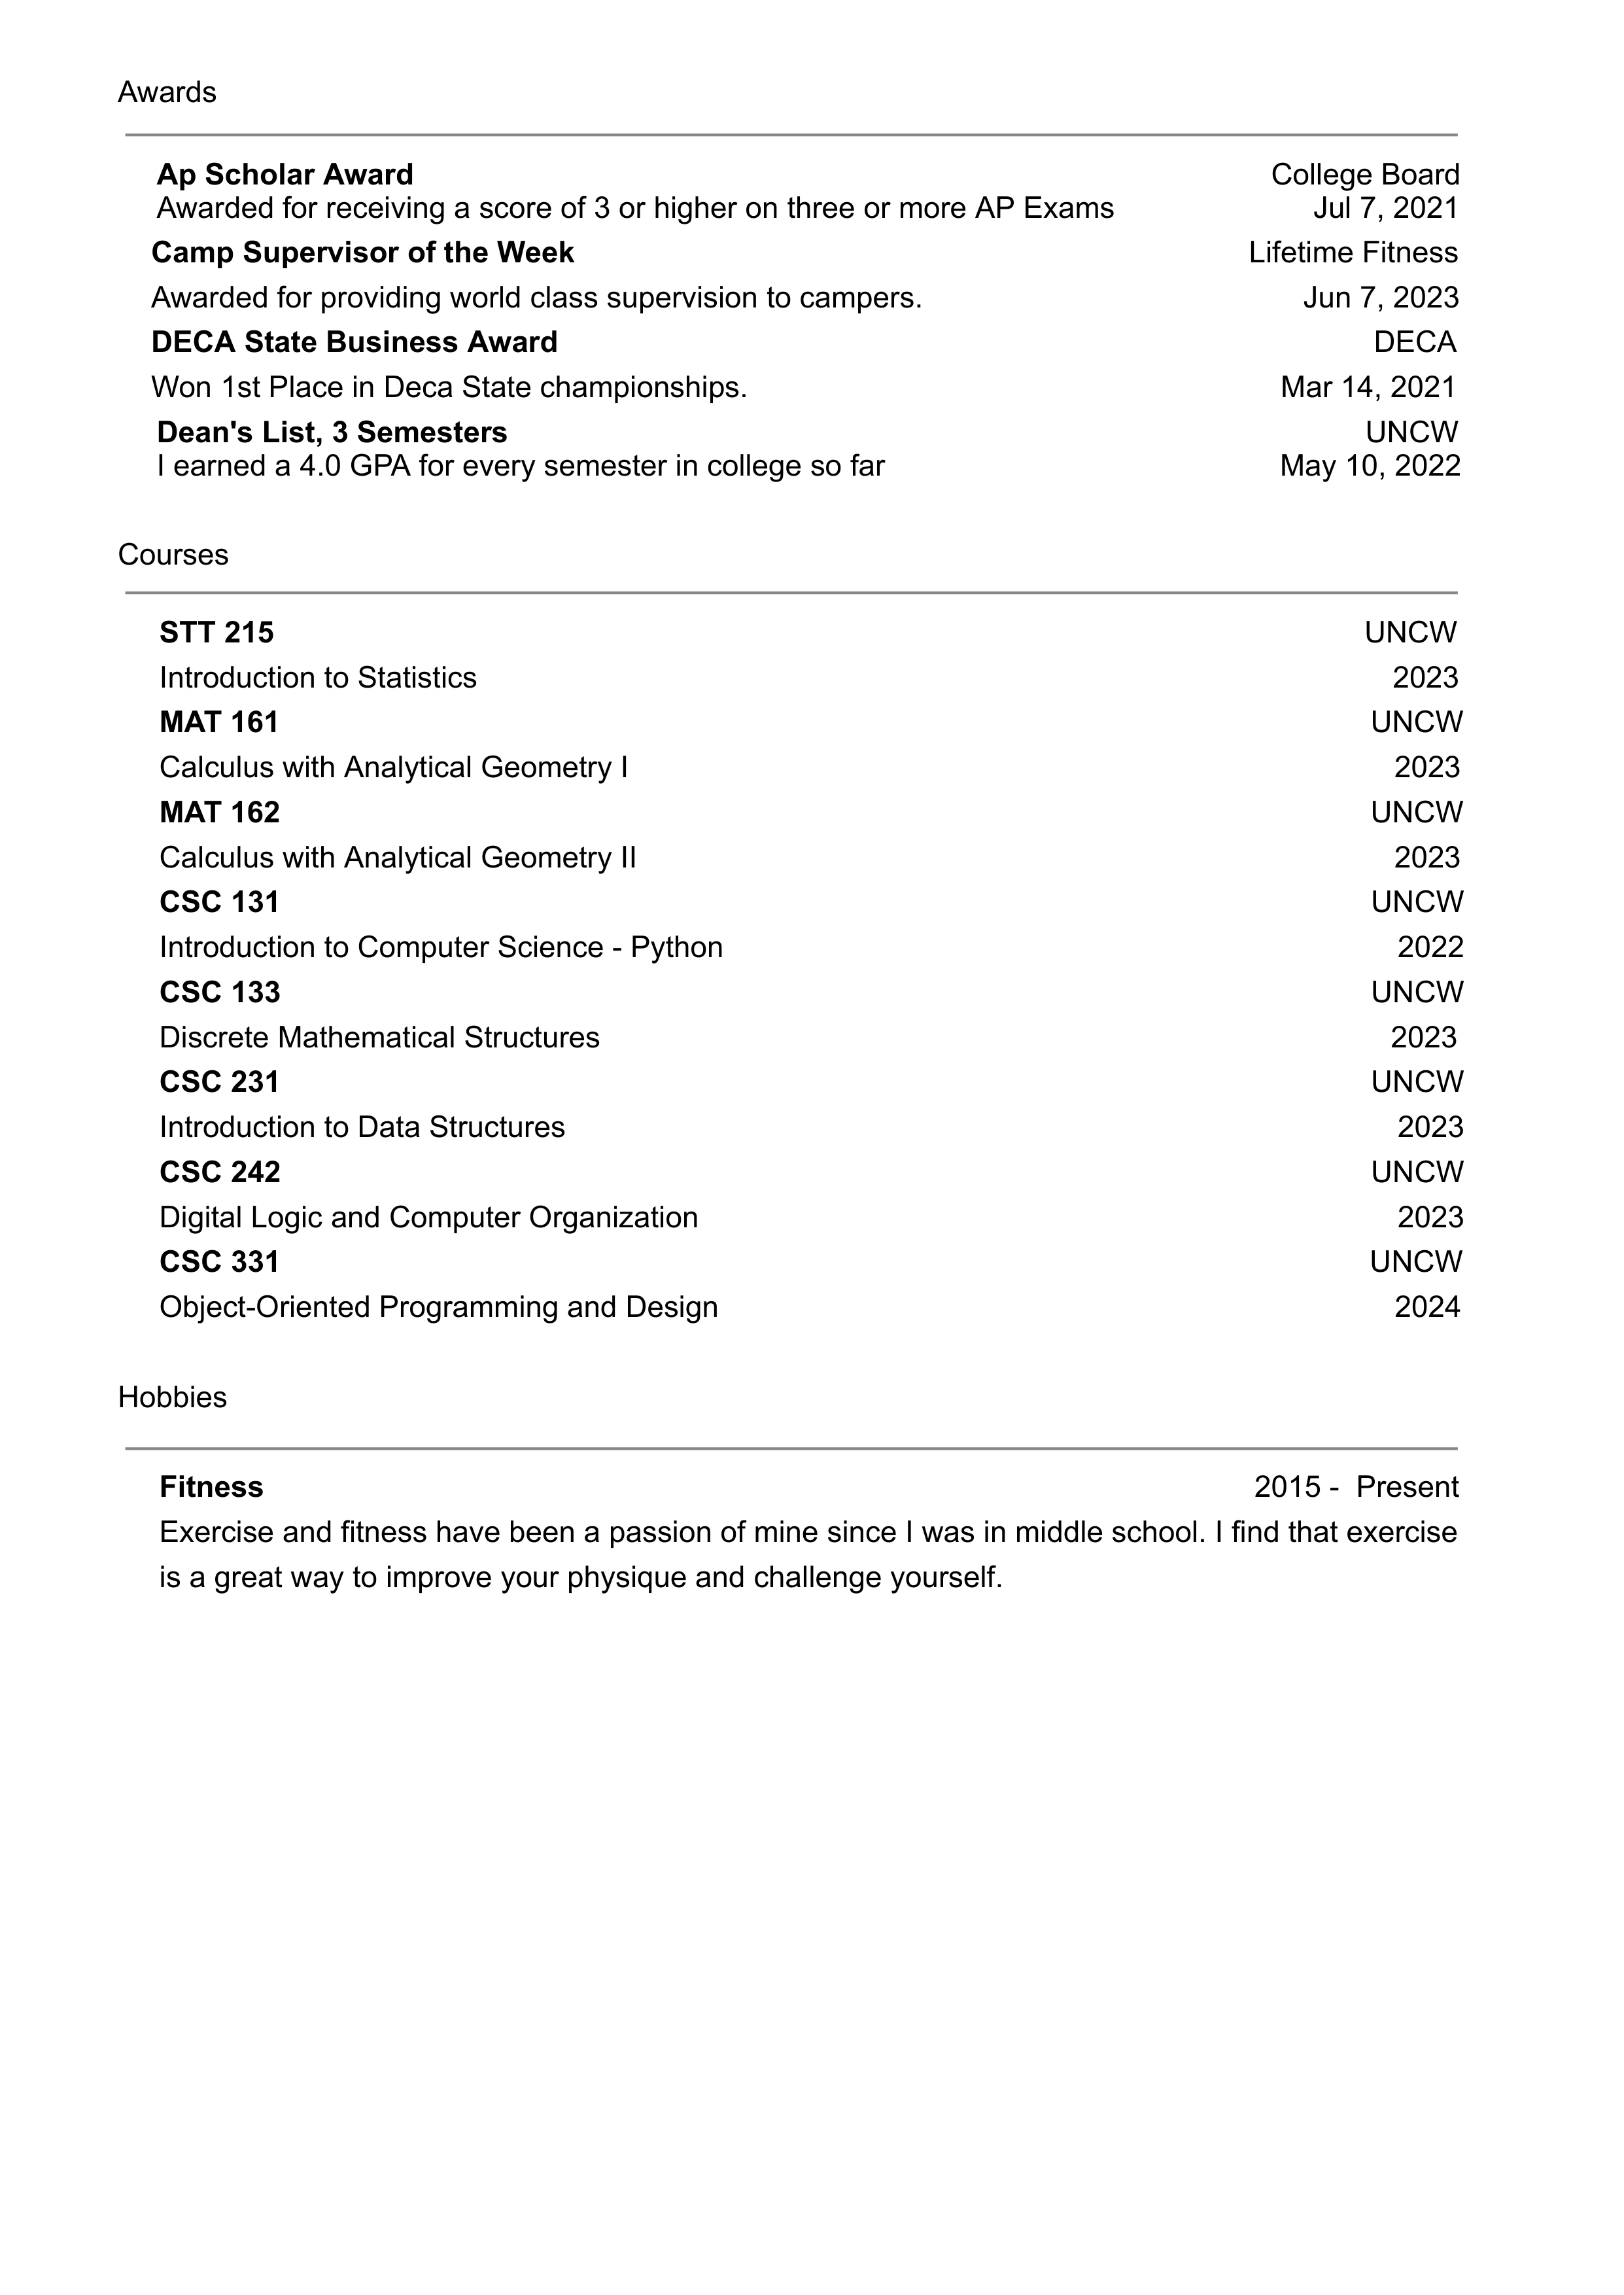 Awards
Ap Scholar Award College Board
Awarded for receiving a score of 3 or higher on three or more AP Exams Jul 7, 2021
Camp Supervisor of the Week Lifetime Fitness
Awarded for providing world class supervision to campers. Jun 7, 2023
DECA State Business Award DECA
Won 1st Place in Deca State championships. Mar 14, 2021
Dean's List, 3 Semesters UNCW
I earned a 4.0 GPA for every semester in college so far May 10, 2022
Courses
STT 215 UNCW
Introduction to Statistics 2023
MAT 161 UNCW
Calculus with Analytical Geometry I 2023
MAT 162 UNCW
Calculus with Analytical Geometry II 2023
CSC 131 UNCW
Introduction to Computer Science - Python 2022
CSC 133 UNCW
Discrete Mathematical Structures 2023
CSC 231 UNCW
Introduction to Data Structures 2023
CSC 242 UNCW
Digital Logic and Computer Organization 2023
CSC 331 UNCW
Object-Oriented Programming and Design 2024
Hobbies
Fitness 2015 - Present
Exercise and fitness have been a passion of mine since I was in middle school. I find that exercise
is a great way to improve your physique and challenge yourself.